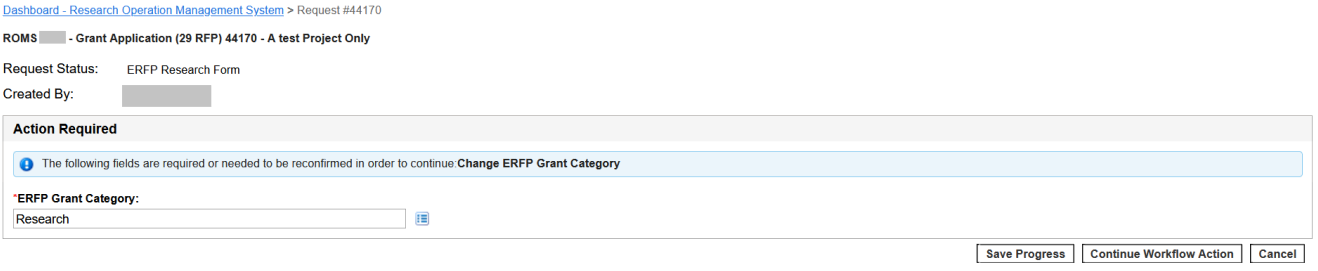 Dashboard - Research Operation Management System > Request #44170
ROMS - Grant Application (29 RFP) 44170 - A test Project Only
Request Status: ERFP Research Form
Created By:
Action Required
The following fields are required or needed to be reconfirmed in order to continue:Change ERFP Grant Category
*ERFP Grant Category:
Research
Save Progress Continue Workflow Action Cancel